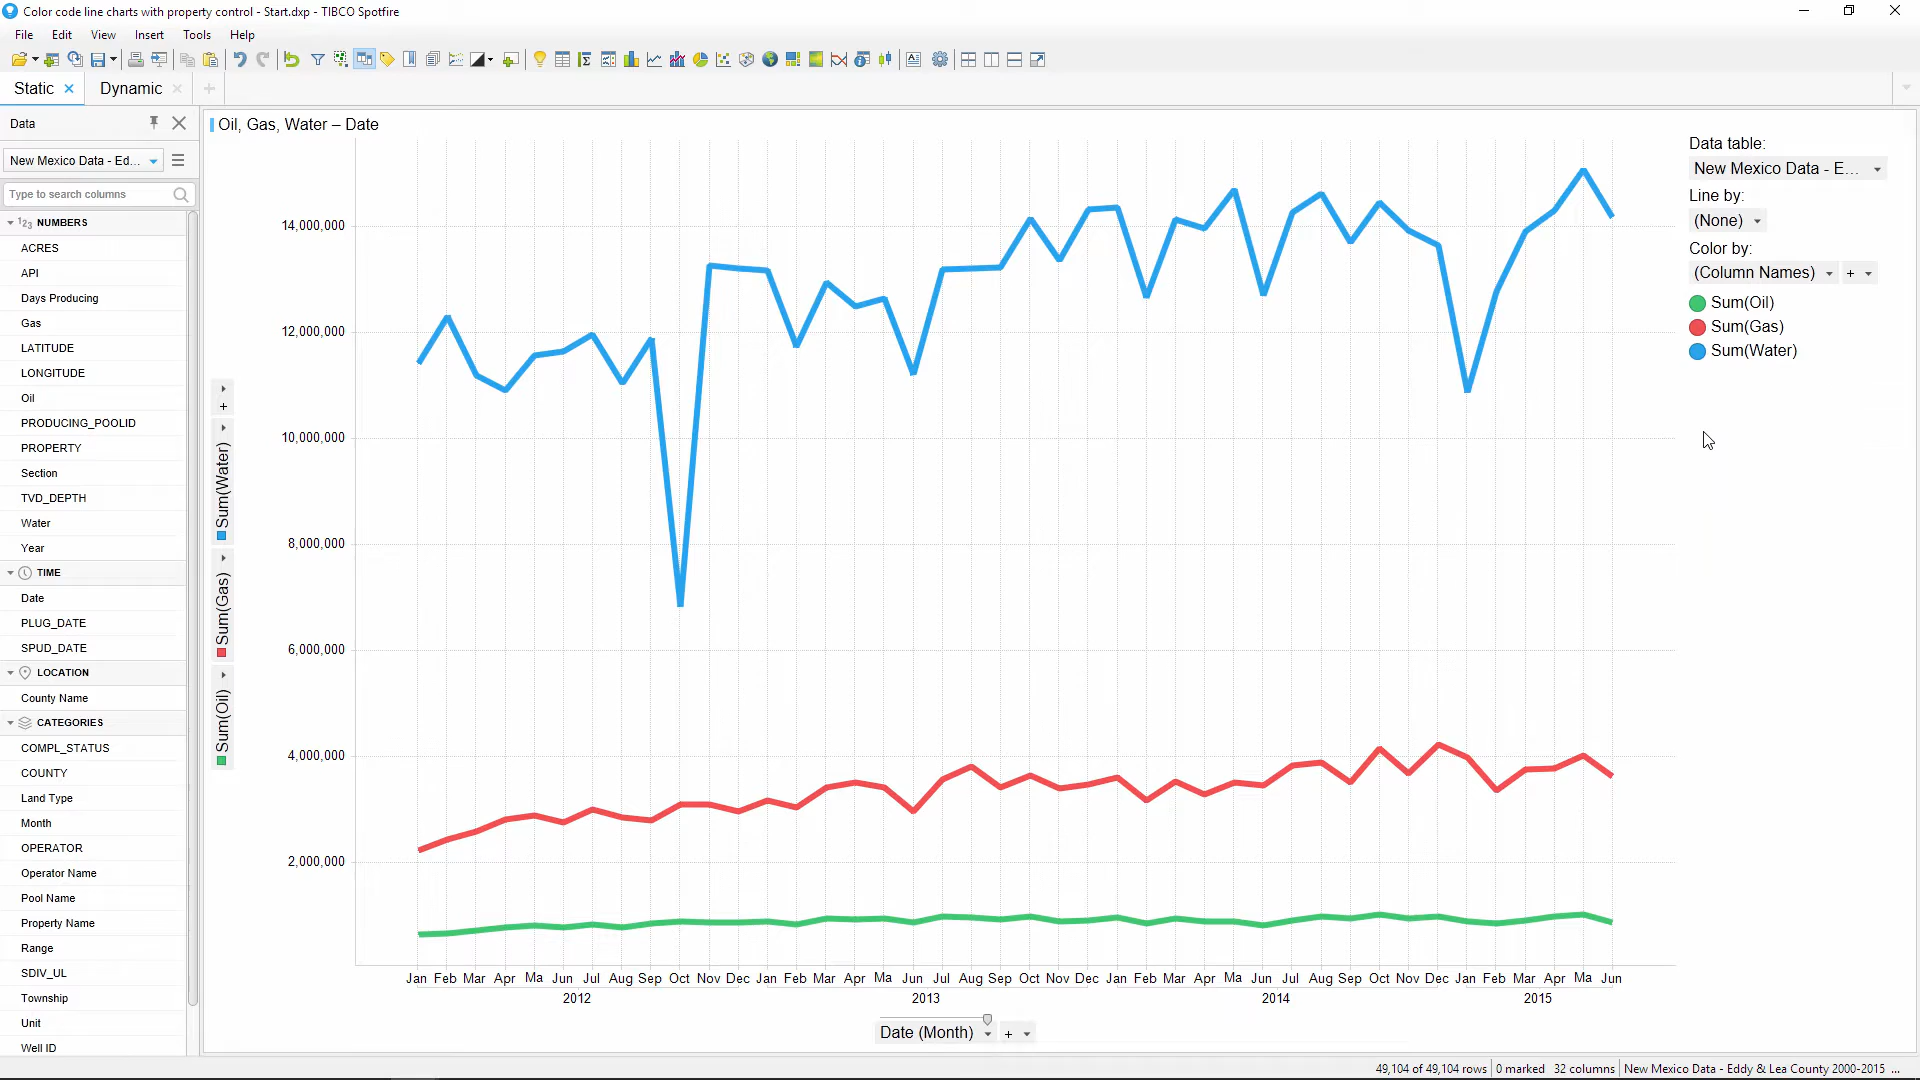 Color code line charts with property control - Start.dxp - TIBCO Spotfire
File Edit View Insert Tools Help
Static Dynamic
Data
New Mexico Data - Ed...
Type to search columns
NUMBERS
ACRES
API
Days Producing
Gas
LATITUDE
LONGITUDE
Oil
PRODUCING_POOLID
PROPERTY
Section
TVD_DEPTH
Water
Year
TIME
Date
PLUG_DATE
SPUD_DATE
LOCATION
County Name
CATEGORIES
COMPL_STATUS
COUNTY
Land Type
Month
OPERATOR
Operator Name
Pool Name
Property Name
Range
SDIV_UL
Township
Unit
Well ID
Oil, Gas, Water – Date
Sum(Water)
Sum(Gas)
Sum(Oil)
14,000,000
12,000,000
10,000,000
8,000,000
6,000,000
4,000,000
2,000,000
Jan Feb Mar Apr Ma Jun Jul Aug Sep Oct Nov Dec Jan Feb Mar Apr Ma Jun Jul Aug Sep Oct Nov Dec Jan Feb Mar Apr Ma Jun Jul Aug Sep Oct Nov Dec Jan Feb Mar Apr Ma Jun
2012 2013 2014 2015
Date (Month) +
Data table:
New Mexico Data - E...
Line by:
(None)
Color by:
(Column Names) +
Sum(Oil)
Sum(Gas)
Sum(Water)
49,104 of 49,104 rows 0 marked 32 columns New Mexico Data - Eddy & Lea County 2000-2015 ...